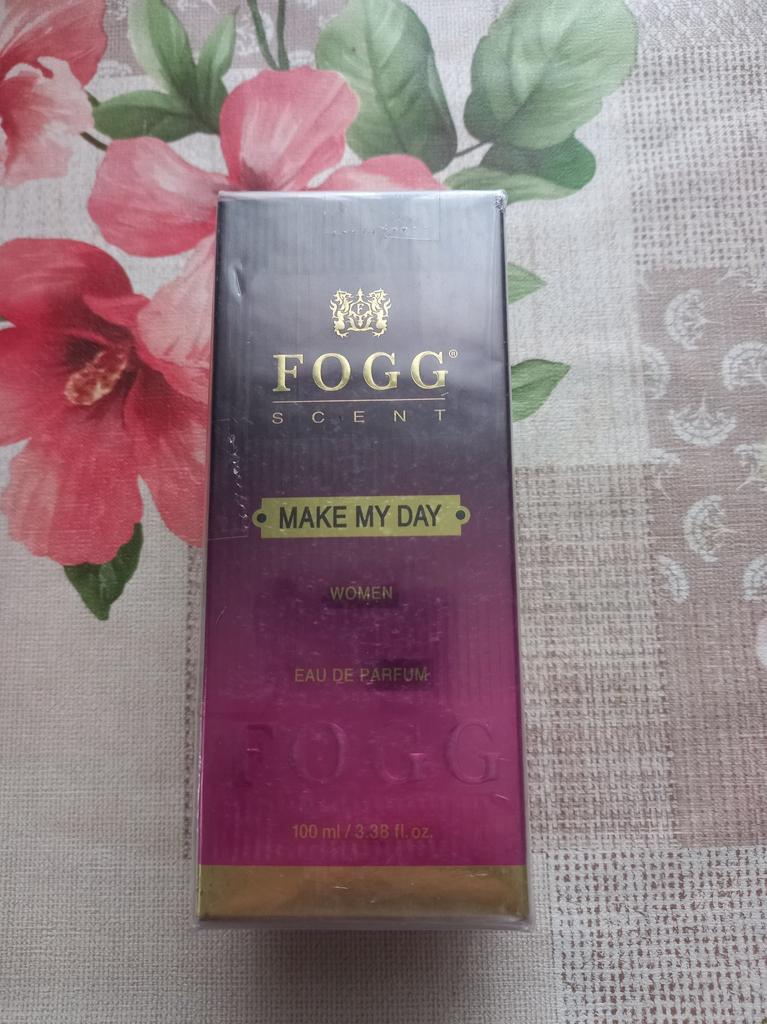 F
FOGG®
SCENT
MAKE MY DAY
WOMEN
EAU DE PARFUM
FOGG
100 ml / 3.38 fl. oz.